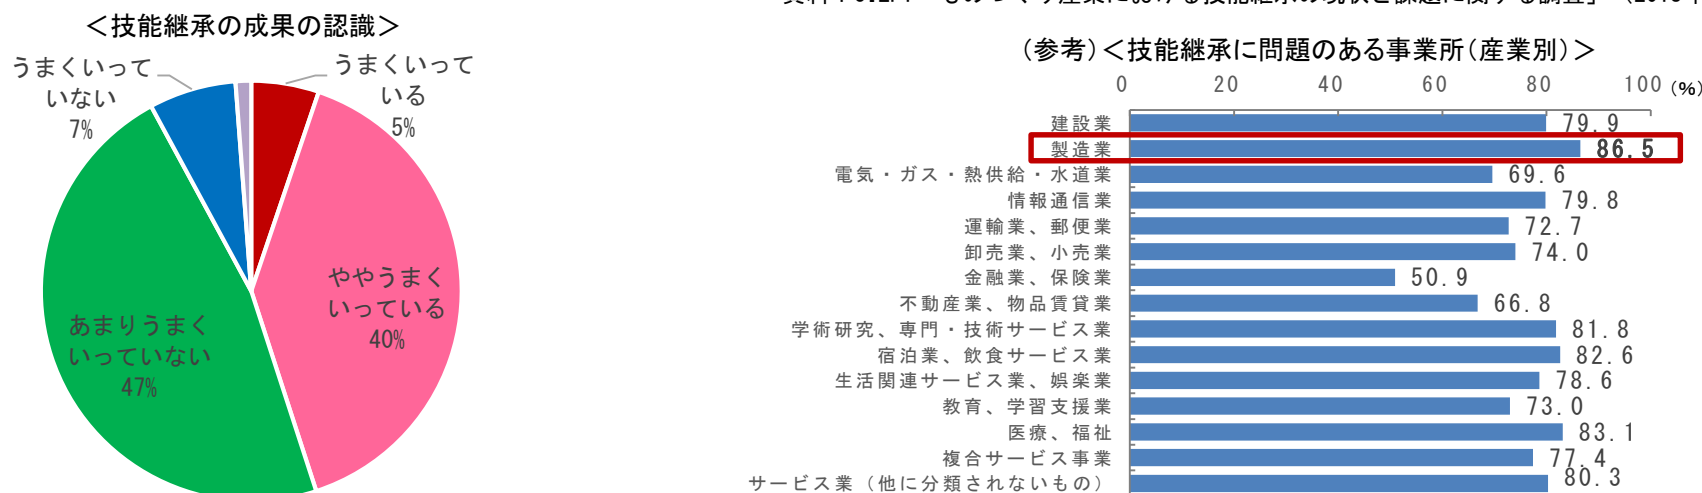 ＜技能継承の成果の認識＞
うまくいって
いない
7%
うまくいって
いる
5%
ややうまく
いっている
40%
あまりうまく
いっていない
47%
(参考)＜技能継承に問題のある事業所(産業別)＞
0 20 40 60 80 100 (%)
建設業 79.9
製造業 86.5
電気・ガス・熱供給・水道業 69.6
情報通信業 79.8
運輸業、郵便業 72.7
卸売業、小売業 74.0
金融業、保険業 50.9
不動産業、物品賃貸業 66.8
学術研究、専門・技術サービス業 81.8
宿泊業、飲食サービス業 82.6
生活関連サービス業、娯楽業 78.6
教育、学習支援業 73.0
医療、福祉 83.1
複合サービス事業 77.4
サービス業（他に分類されないもの） 80.3